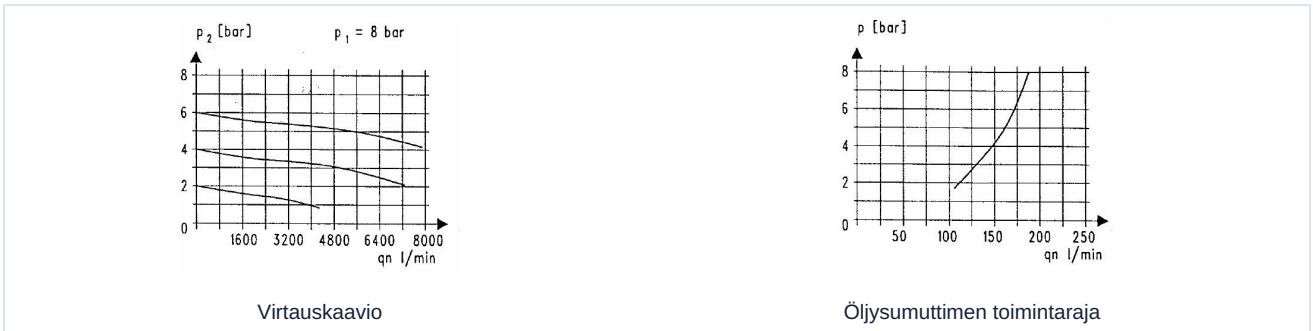 p2 [bar] p1 = 8 bar
8
6
4
2
0
1600 3200 4800 6400 8000
qn l/min
Virtauskaavio
p [bar]
8
6
4
2
0
50 100 150 200 250
qn l/min
Öljysumuttimen toimintaraja